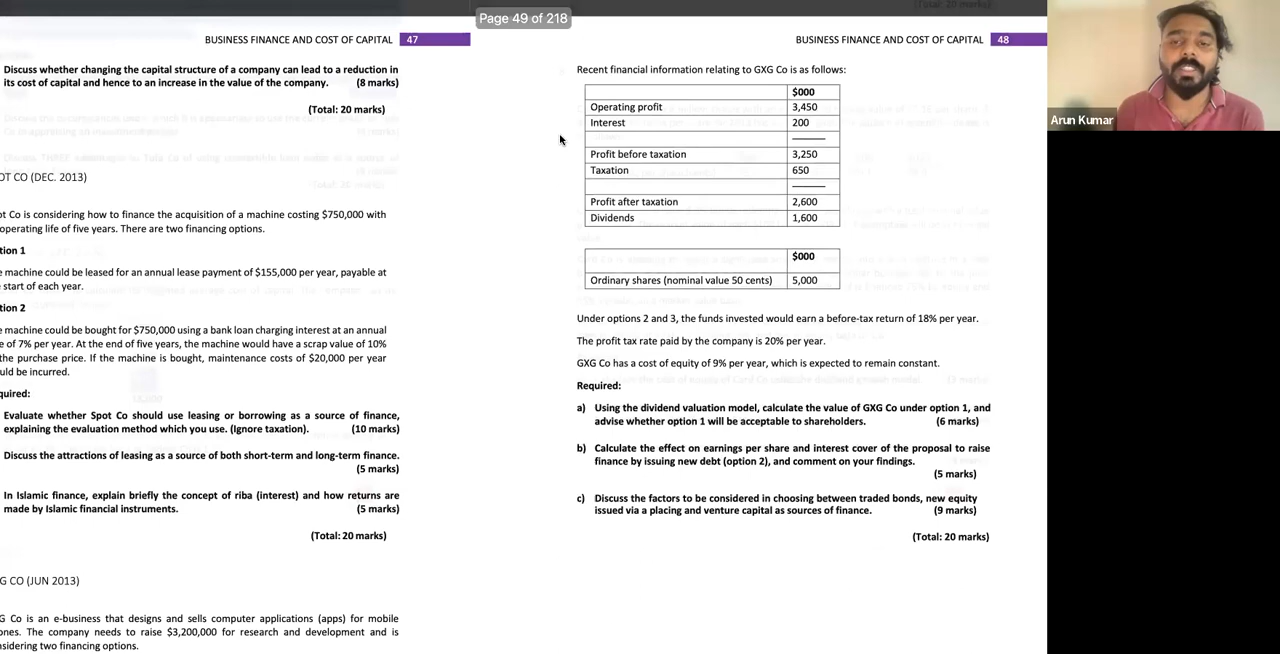 Page 49 of 218
BUSINESS FINANCE AND COST OF CAPITAL 47
Discuss whether changing the capital structure of a company can lead to a reduction in
its cost of capital and hence to an increase in the value of the company. (8 marks)
(Total: 20 marks)
OT CO (DEC. 2013)
ot Co is considering how to finance the acquisition of a machine costing $750,000 with
operating life of five years. There are two financing options.
tion 1
e machine could be leased for an annual lease payment of $155,000 per year, payable at
e start of each year.
tion 2
e machine could be bought for $750,000 using a bank loan charging interest at an annual
e of 7% per year. At the end of five years, the machine would have a scrap value of 10%
the purchase price. If the machine is bought, maintenance costs of $20,000 per year
uld be incurred.
quired:
Evaluate whether Spot Co should use leasing or borrowing as a source of finance,
explaining the evaluation method which you use. (Ignore taxation). (10 marks)
Discuss the attractions of leasing as a source of both short-term and long-term finance.
(5 marks)
In Islamic finance, explain briefly the concept of riba (interest) and how returns are
made by Islamic financial instruments. (5 marks)
(Total: 20 marks)
G CO (JUN 2013)
G Co is an e-business that designs and sells computer applications (apps) for mobile
ones. The company needs to raise $3,200,000 for research and development and is
nsidering two financing options.
BUSINESS FINANCE AND COST OF CAPITAL 48
Recent financial information relating to GXG Co is as follows:
$000
Operating profit 3,450
Interest 200
Profit before taxation 3,250
Taxation 650
Profit after taxation 2,600
Dividends 1,600
$000
Ordinary shares (nominal value 50 cents) 5,000
Under options 2 and 3, the funds invested would earn a before-tax return of 18% per year.
The profit tax rate paid by the company is 20% per year.
GXG Co has a cost of equity of 9% per year, which is expected to remain constant.
Required:
a) Using the dividend valuation model, calculate the value of GXG Co under option 1, and
advise whether option 1 will be acceptable to shareholders. (6 marks)
b) Calculate the effect on earnings per share and interest cover of the proposal to raise
finance by issuing new debt (option 2), and comment on your findings.
(5 marks)
c) Discuss the factors to be considered in choosing between traded bonds, new equity
issued via a placing and venture capital as sources of finance. (9 marks)
(Total: 20 marks)
Arun Kumar